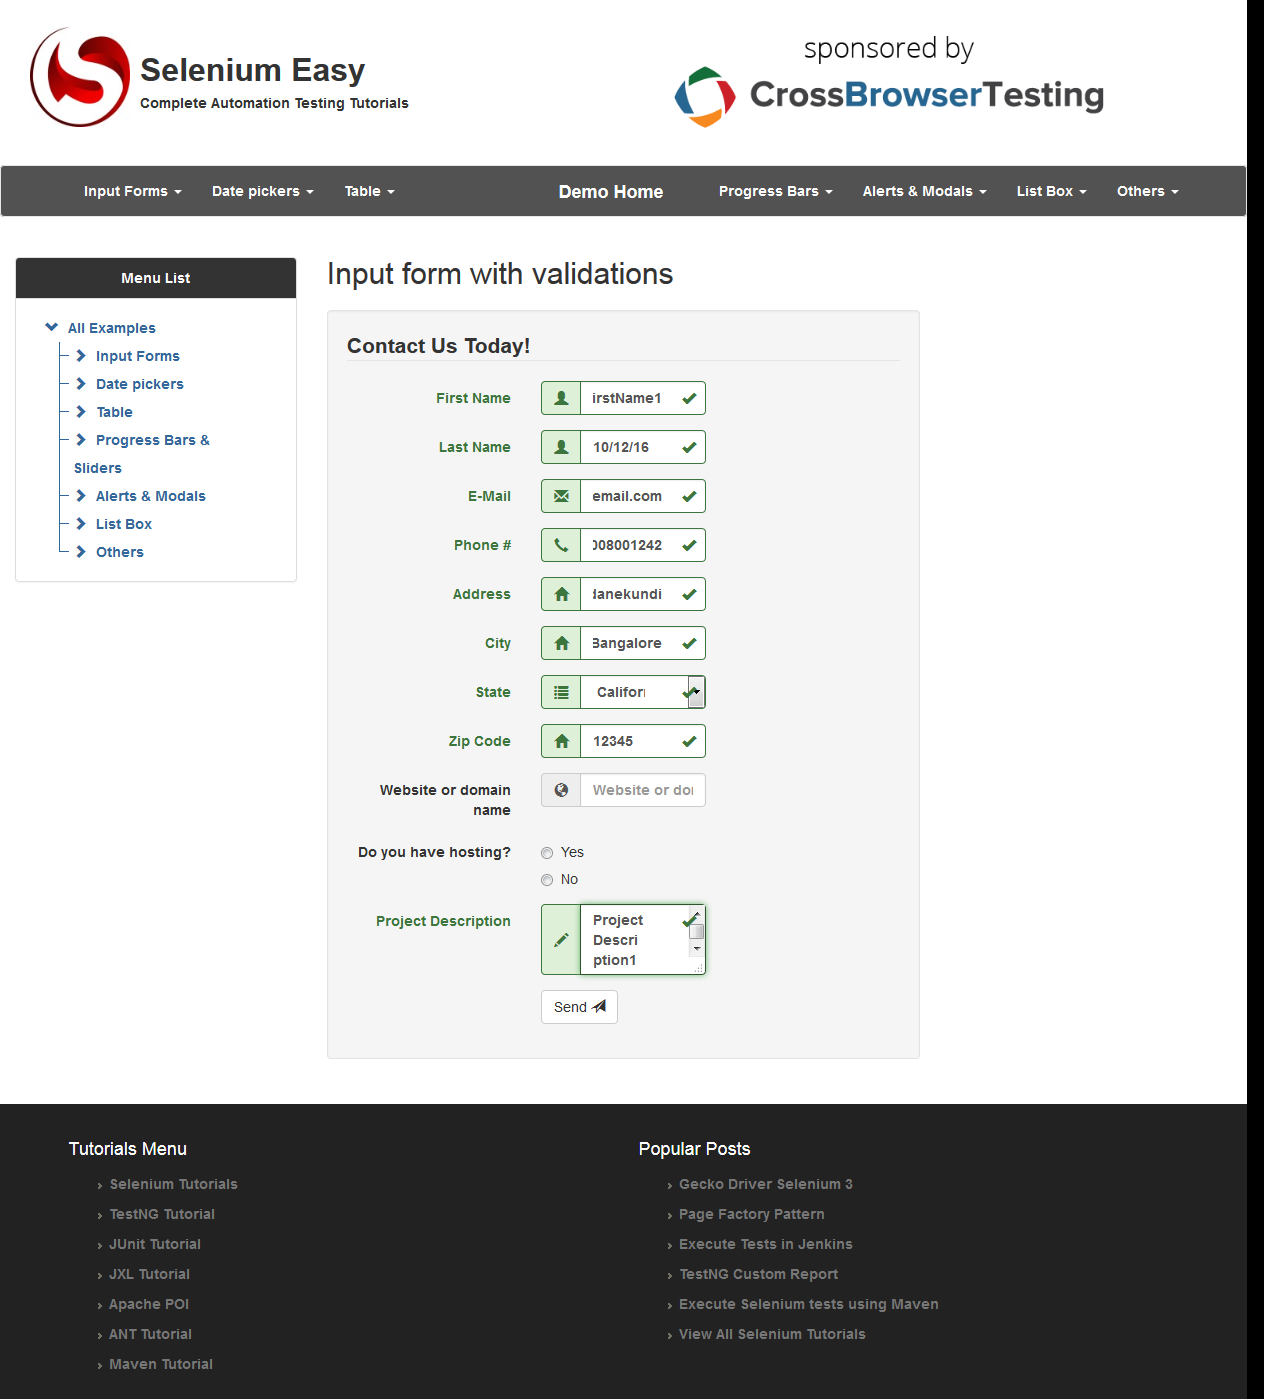 Selenium Easy
Complete Automation Testing Tutorials
sponsored by
CrossBrowserTesting
Input Forms
Date pickers
Table
Demo Home
Progress Bars
Alerts & Modals
List Box
Others
Menu List
All Examples
Input Forms
Date pickers
Table
Progress Bars &
Sliders
Alerts & Modals
List Box
Others
Input form with validations
Contact Us Today!
First Name
irstName1
Last Name
10/12/16
E-Mail
email.com
Phone #
008001242
Address
danekundi
City
Bangalore
State
Califor
Zip Code
12345
Website or domain
name
Website or do
Do you have hosting?
Yes
No
Project Description
Project
Descri
ption1
Send
Tutorials Menu
Selenium Tutorials
TestNG Tutorial
JUnit Tutorial
JXL Tutorial
Apache POI
ANT Tutorial
Maven Tutorial
Popular Posts
Gecko Driver Selenium 3
Page Factory Pattern
Execute Tests in Jenkins
TestNG Custom Report
Execute Selenium tests using Maven
View All Selenium Tutorials